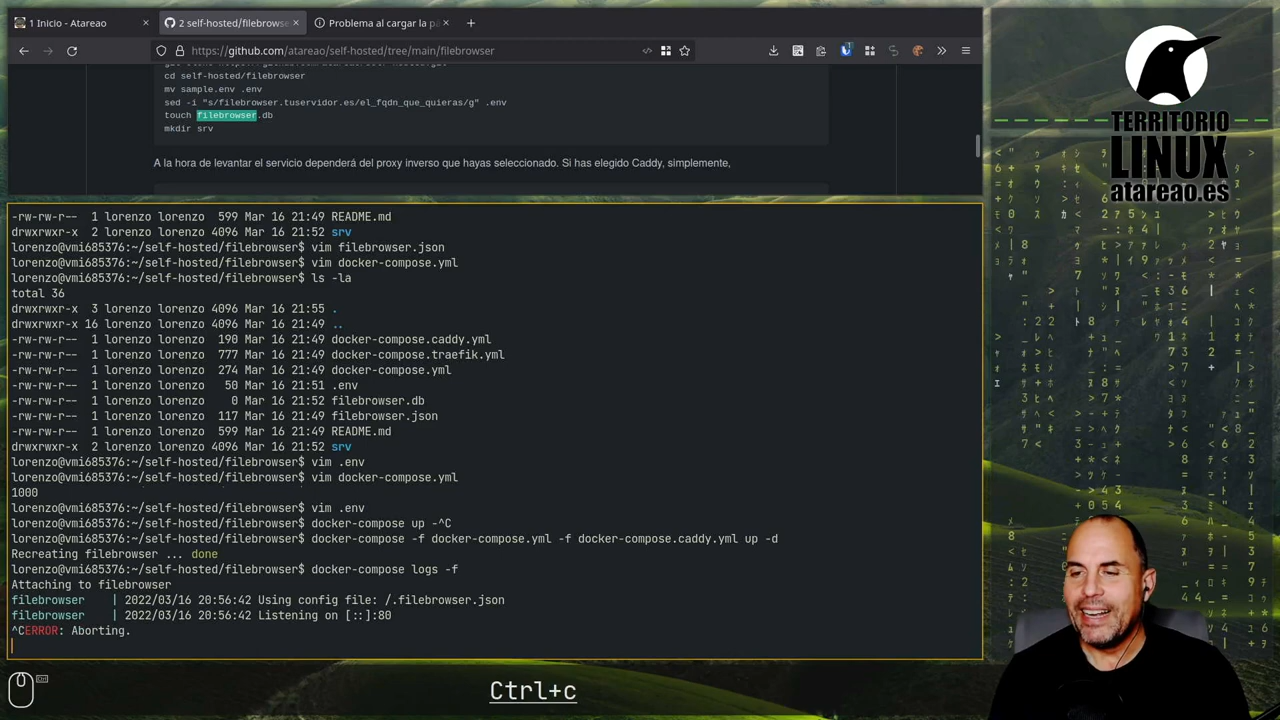 1 Inicio - Atareao
2 self-hosted/filebrowse
Problema al cargar la pá
https://github.com/atareao/self-hosted/tree/main/filebrowser
cd self-hosted/filebrowser
mv sample.env .env
sed -i "s/filebrowser.tuservidor.es/el_fqdn_que_quieras/g" .env
touch filebrowser.db
mkdir srv
A la hora de levantar el servicio dependerá del proxy inverso que hayas seleccionado. Si has elegido Caddy, simplemente,
-rw-rw-r-- 1 lorenzo lorenzo 599 Mar 16 21:49 README.md
drwxrwxr-x 2 lorenzo lorenzo 4096 Mar 16 21:52 srv
lorenzo@vmi685376:~/self-hosted/filebrowser$ vim filebrowser.json
lorenzo@vmi685376:~/self-hosted/filebrowser$ vim docker-compose.yml
lorenzo@vmi685376:~/self-hosted/filebrowser$ ls -la
total 36
drwxrwxr-x 3 lorenzo lorenzo 4096 Mar 16 21:55 .
drwxrwxr-x 16 lorenzo lorenzo 4096 Mar 16 21:49 ..
-rw-rw-r-- 1 lorenzo lorenzo 190 Mar 16 21:49 docker-compose.caddy.yml
-rw-rw-r-- 1 lorenzo lorenzo 777 Mar 16 21:49 docker-compose.traefik.yml
-rw-rw-r-- 1 lorenzo lorenzo 274 Mar 16 21:49 docker-compose.yml
-rw-rw-r-- 1 lorenzo lorenzo 50 Mar 16 21:51 .env
-rw-rw-r-- 1 lorenzo lorenzo 0 Mar 16 21:52 filebrowser.db
-rw-rw-r-- 1 lorenzo lorenzo 117 Mar 16 21:49 filebrowser.json
-rw-rw-r-- 1 lorenzo lorenzo 599 Mar 16 21:49 README.md
drwxrwxr-x 2 lorenzo lorenzo 4096 Mar 16 21:52 srv
lorenzo@vmi685376:~/self-hosted/filebrowser$ vim .env
lorenzo@vmi685376:~/self-hosted/filebrowser$ vim docker-compose.yml
1000
lorenzo@vmi685376:~/self-hosted/filebrowser$ vim .env
lorenzo@vmi685376:~/self-hosted/filebrowser$ docker-compose up -^C
lorenzo@vmi685376:~/self-hosted/filebrowser$ docker-compose -f docker-compose.yml -f docker-compose.caddy.yml up -d
Recreating filebrowser ... done
lorenzo@vmi685376:~/self-hosted/filebrowser$ docker-compose logs -f
Attaching to filebrowser
filebrowser | 2022/03/16 20:56:42 Using config file: /.filebrowser.json
filebrowser | 2022/03/16 20:56:42 Listening on [::]:80
^CERROR: Aborting.
Ctrl
Ctrl+c
TERRITORIO
LINUX
atareao.es